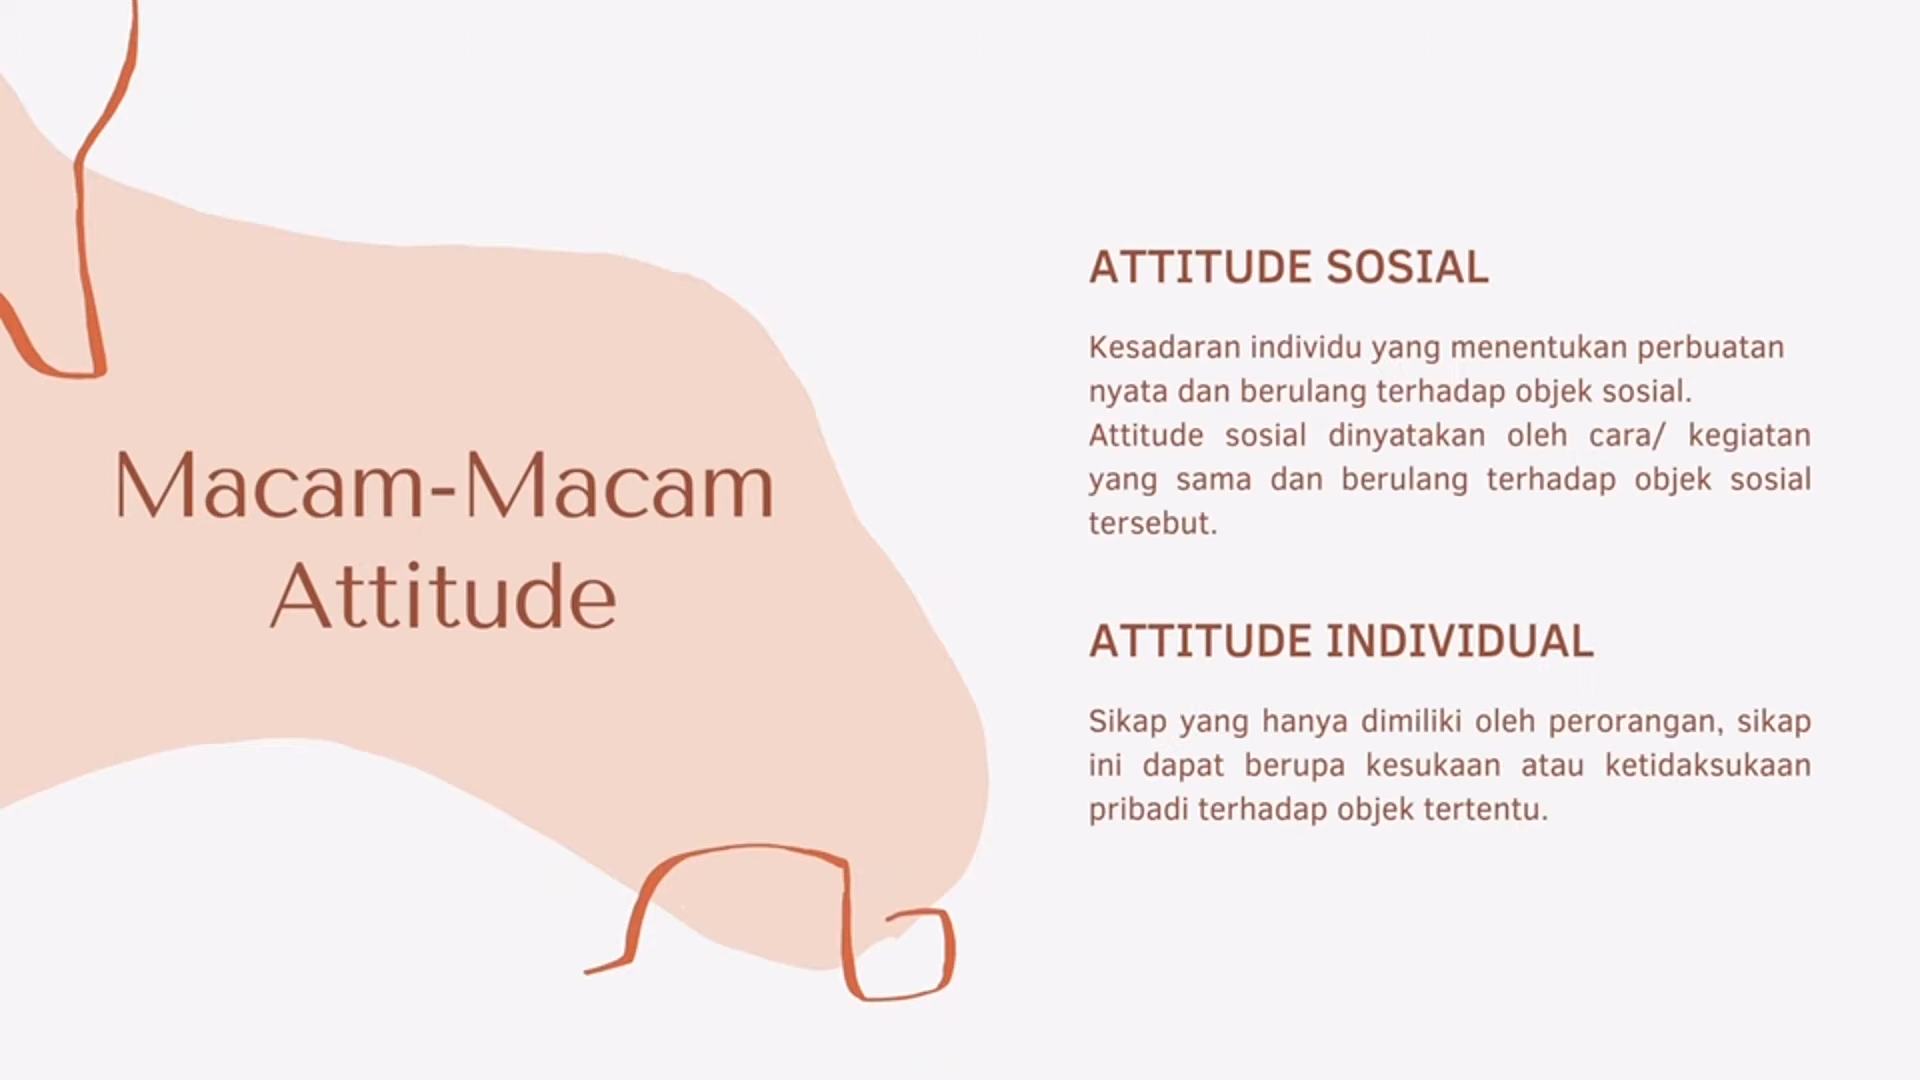 Macam-Macam
Attitude
ATTITUDE SOSIAL
Kesadaran individu yang menentukan perbuatan
nyata dan berulang terhadap objek sosial.
Attitude sosial dinyatakan oleh cara/ kegiatan
yang sama dan berulang terhadap objek sosial
tersebut.
ATTITUDE INDIVIDUAL
Sikap yang hanya dimiliki oleh perorangan, sikap
ini dapat berupa kesukaan atau ketidaksukaan
pribadi terhadap objek tertentu.